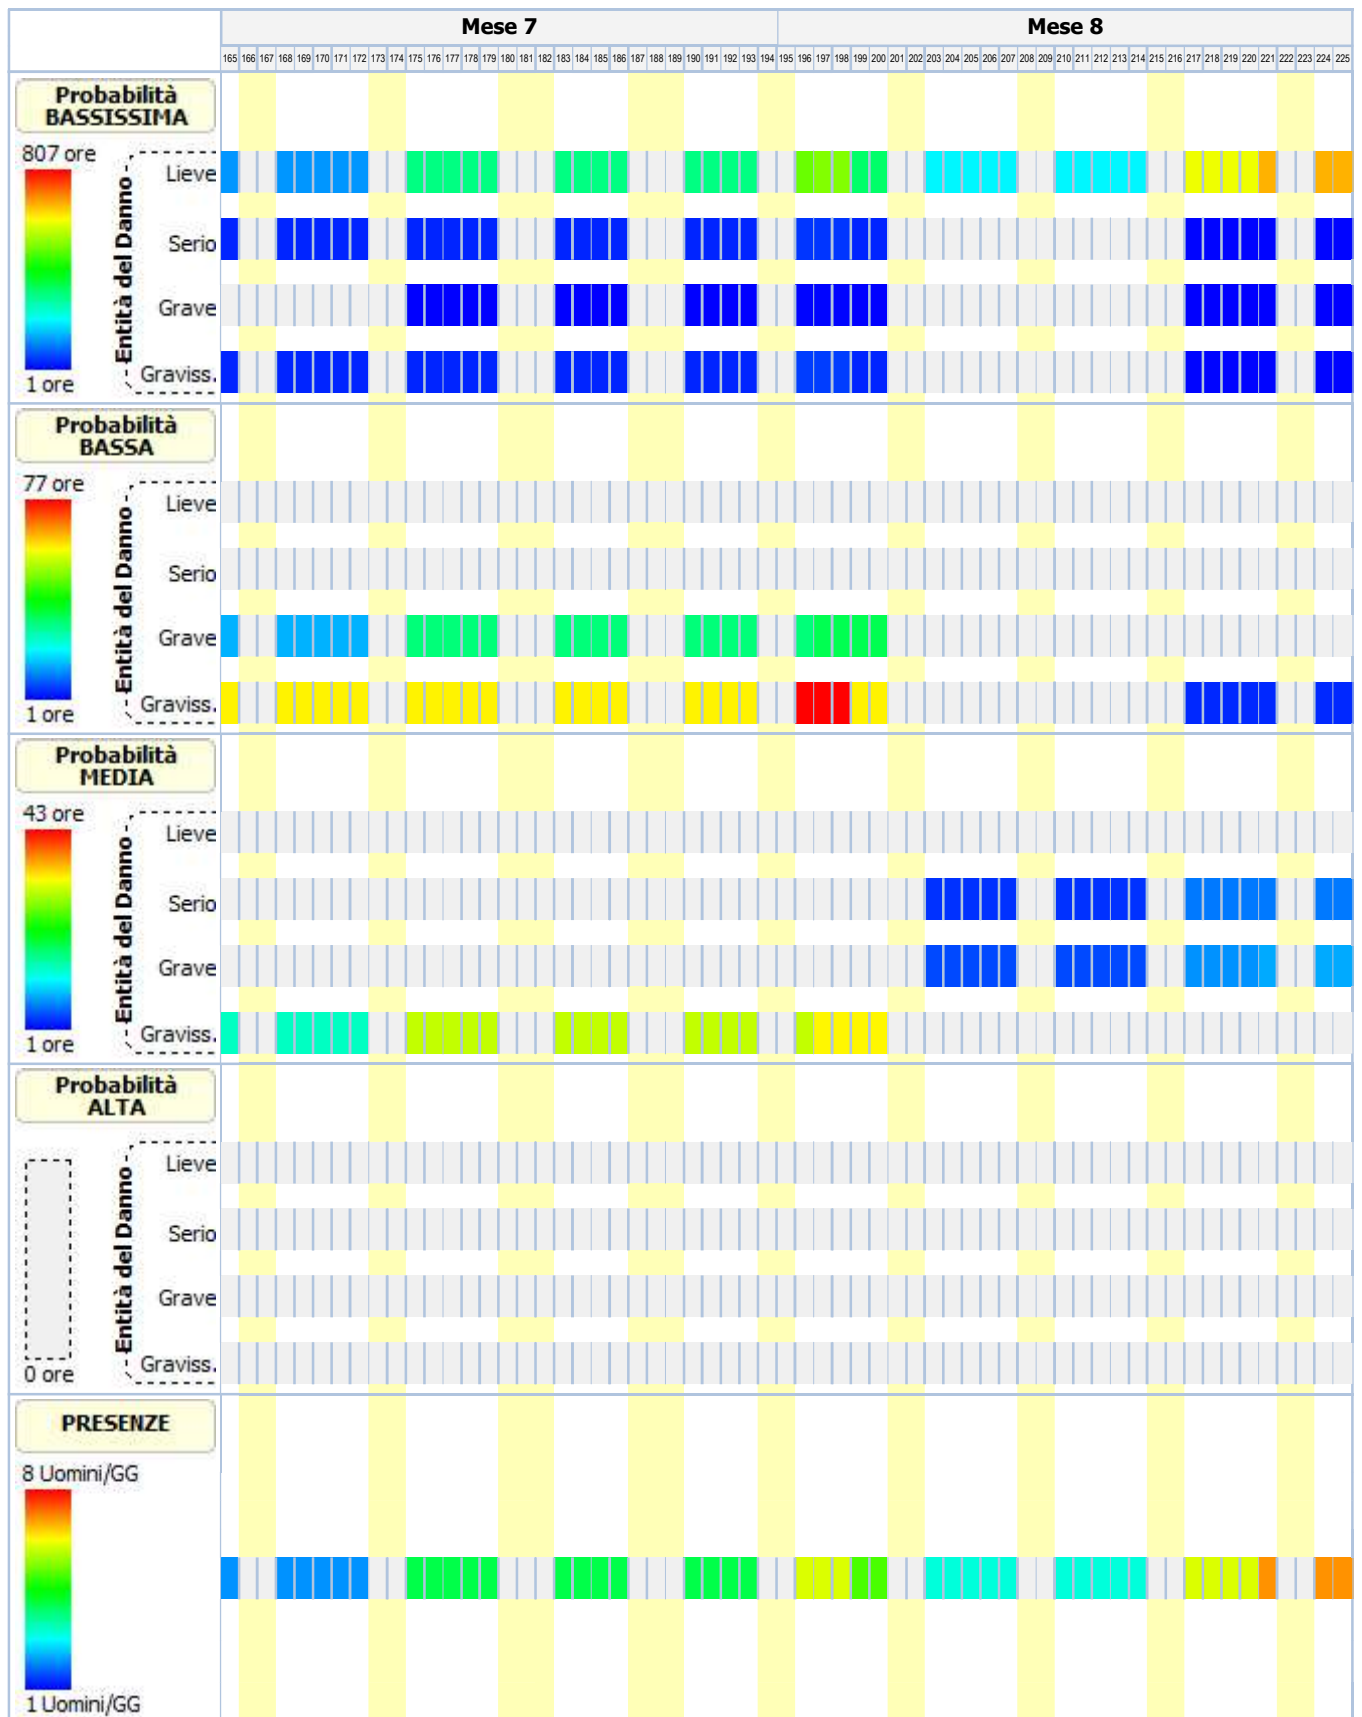 Mese 7 Mese 8
165 166 167 168 169 170 171 172 173 174 175 176 177 178 179 180 181 182 183 184 185 186 187 188 189 190 191 192 193 194 195 196 197 198 199 200 201 202 203 204 205 206 207 208 209 210 211 212 213 214 215 216 217 218 219 220 221 222 223 224 225
Probabilità
BASSISSIMA
807 ore
Entità del Danno
Lieve
Serio
Grave
Graviss.
1 ore
Probabilità
BASSA
77 ore
Entità del Danno
Lieve
Serio
Grave
Graviss.
1 ore
Probabilità
MEDIA
43 ore
Entità del Danno
Lieve
Serio
Grave
Graviss.
1 ore
Probabilità
ALTA
Entità del Danno
Lieve
Serio
Grave
Graviss.
0 ore
PRESENZE
8 Uomini/GG
1 Uomini/GG